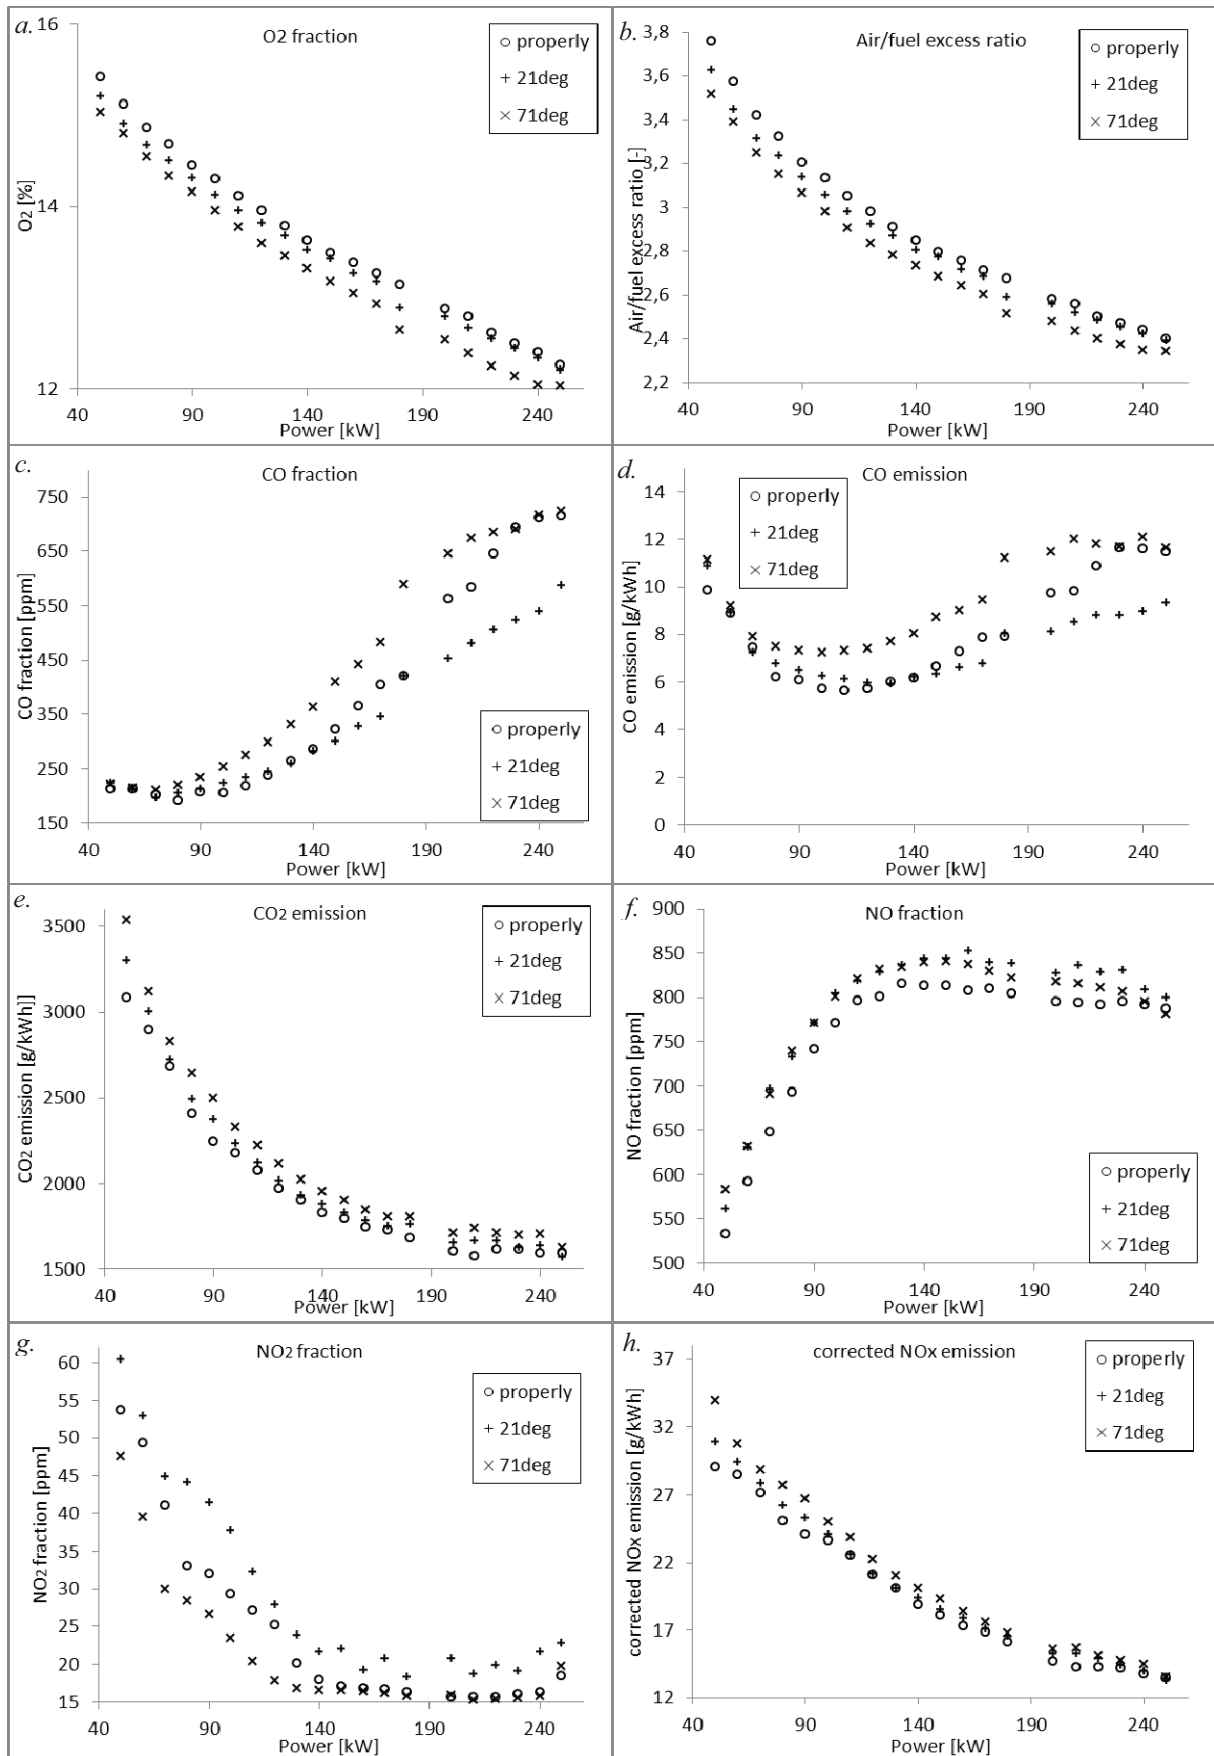 a.
O2 fraction
16
14
12
O2 [%]
properly
21deg
71deg
40
90
140
190
240
Power [kW]
b.
Air/fuel excess ratio
3,8
3,6
3,4
3,2
3
2,8
2,6
2,4
2,2
Air/fuel excess ratio [-]
properly
21deg
71deg
40
90
140
190
240
Power [kW]
c.
CO fraction
750
650
550
450
350
250
150
CO fraction [ppm]
properly
21deg
71deg
40
90
140
190
240
Power [kW]
d.
CO emission
14
12
10
8
6
4
2
0
CO emission [g/kWh]
properly
21deg
71deg
40
90
140
190
240
Power [kW]
e.
CO2 emission
3500
3000
2500
2000
1500
CO2 emission [g/kWh]]
properly
21deg
71deg
40
90
140
190
240
Power [kW]
f.
NO fraction
900
850
800
750
700
650
600
550
500
NO fraction [ppm]
properly
21deg
71deg
40
90
140
190
240
Power [kW]
g.
NO2 fraction
60
55
50
45
40
35
30
25
20
15
NO2 fraction [ppm]
properly
21deg
71deg
40
90
140
190
240
Power [kW]
h.
corrected NOx emission
37
32
27
22
17
12
corrected NOx emission [g/kWh]
properly
21deg
71deg
40
90
140
190
240
Power [kW]